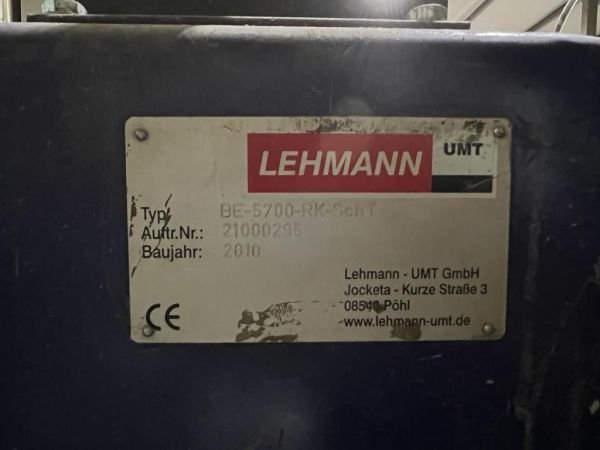 LEHMANN UMT
Typ: BE-5700-RK-SchT
Auftr.Nr.: 21000295
Baujahr: 2010
Lehmann - UMT GmbH
Jocketa - Kurze Straße 3
08543 Pöhl
www.lehmann-umt.de
CE